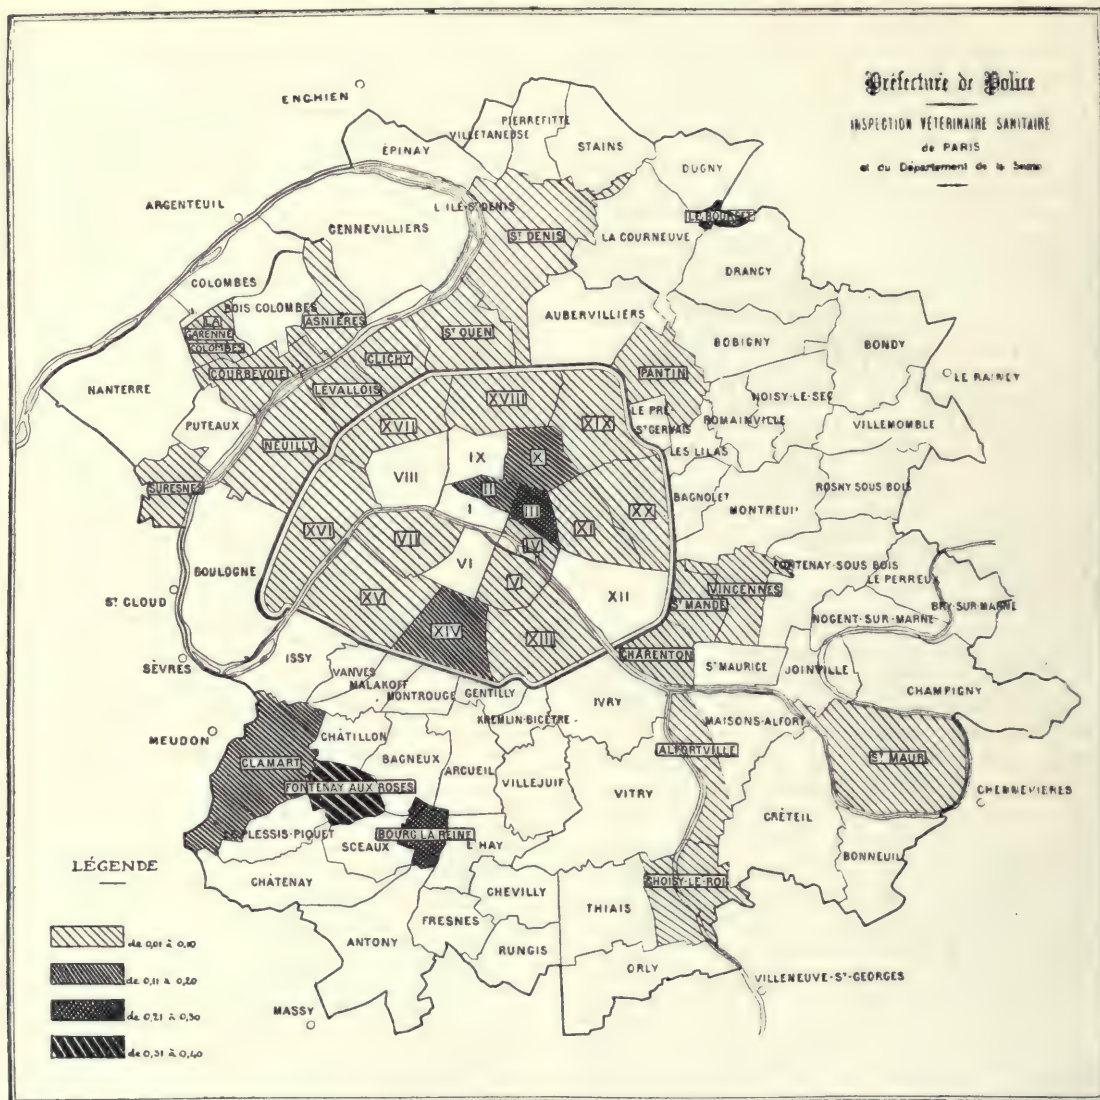 Préfecture de Police
INSPECTION VÉTÉRINAIRE SANITAIRE
de PARIS
et du Département de la Seine
ENGHIEN
PIERREFITTE
VILLETANEUSE
STAINS
ÉPINAY
DUGNY
ARGENTEUIL
L'ILE-ST DENIS
LE BOURGET
GENNEVILLIERS
ST DENIS
LA COURNEUVE
DRANCY
COLOMBES
BOIS COLOMBES
ASNIÈRES
AUBERVILLIERS
LA
GARENNE
COLOMBES
ST OUEN
BOBIGNY
BONDY
CLICHY
COURBEVOIE
PANTIN
LE RAINCY
NANTERRE
LEVALLOIS
NOISY-LE-SEC
XVIII
LE PRÉ-
ST GERVAIS
ROMAINVILLE
VILLEMOMBLE
PUTEAUX
XVII
XIX
NEUILLY
LES LILAS
IX
X
VIII
SURESNES
II
ROSNY SOUS BOIS
BAGNOLET
MONTREUIL
I
III
XX
XVI
XI
VII
IV
VI
FONTENAY-SOUS BOIS
BOULOGNE
V
LE PERREUX
VINCENNES
ST CLOUD
XV
XII
ST MANDE
BRY-SUR-MARNE
NOGENT-SUR-MARNE
XIV
XIII
ISSY
CHARENTON
SÈVRES
ST MAURICE
JOINVILLE
VANVES
MALAKOFF
MONTROUGE
GENTILLY
CHAMPIGNY
IVRY
KREMLIN-BICÊTRE
MAISONS-ALFORT
MEUDON
CHÂTILLON
ALFORTVILLE
CLAMART
BAGNEUX
ARCUEIL
ST MAUR
FONTENAY AUX ROSES
VILLEJUIF
VITRY
CHENNEVIÈRES
CRÉTEIL
LE PLESSIS-PIQUET
BOURG LA REINE
SCEAUX
L'HAY
BONNEUIL
LÉGENDE
CHÂTENAY
CHEVILLY
CHOISY-LE-ROI
THIAIS
FRESNES
ANTONY
RUNGIS
ORLY
VILLENEUVE-ST-GEORGES
MASSY
de 0,01 à 0,10
de 0,11 à 0,20
de 0,21 à 0,30
de 0,31 à 0,40